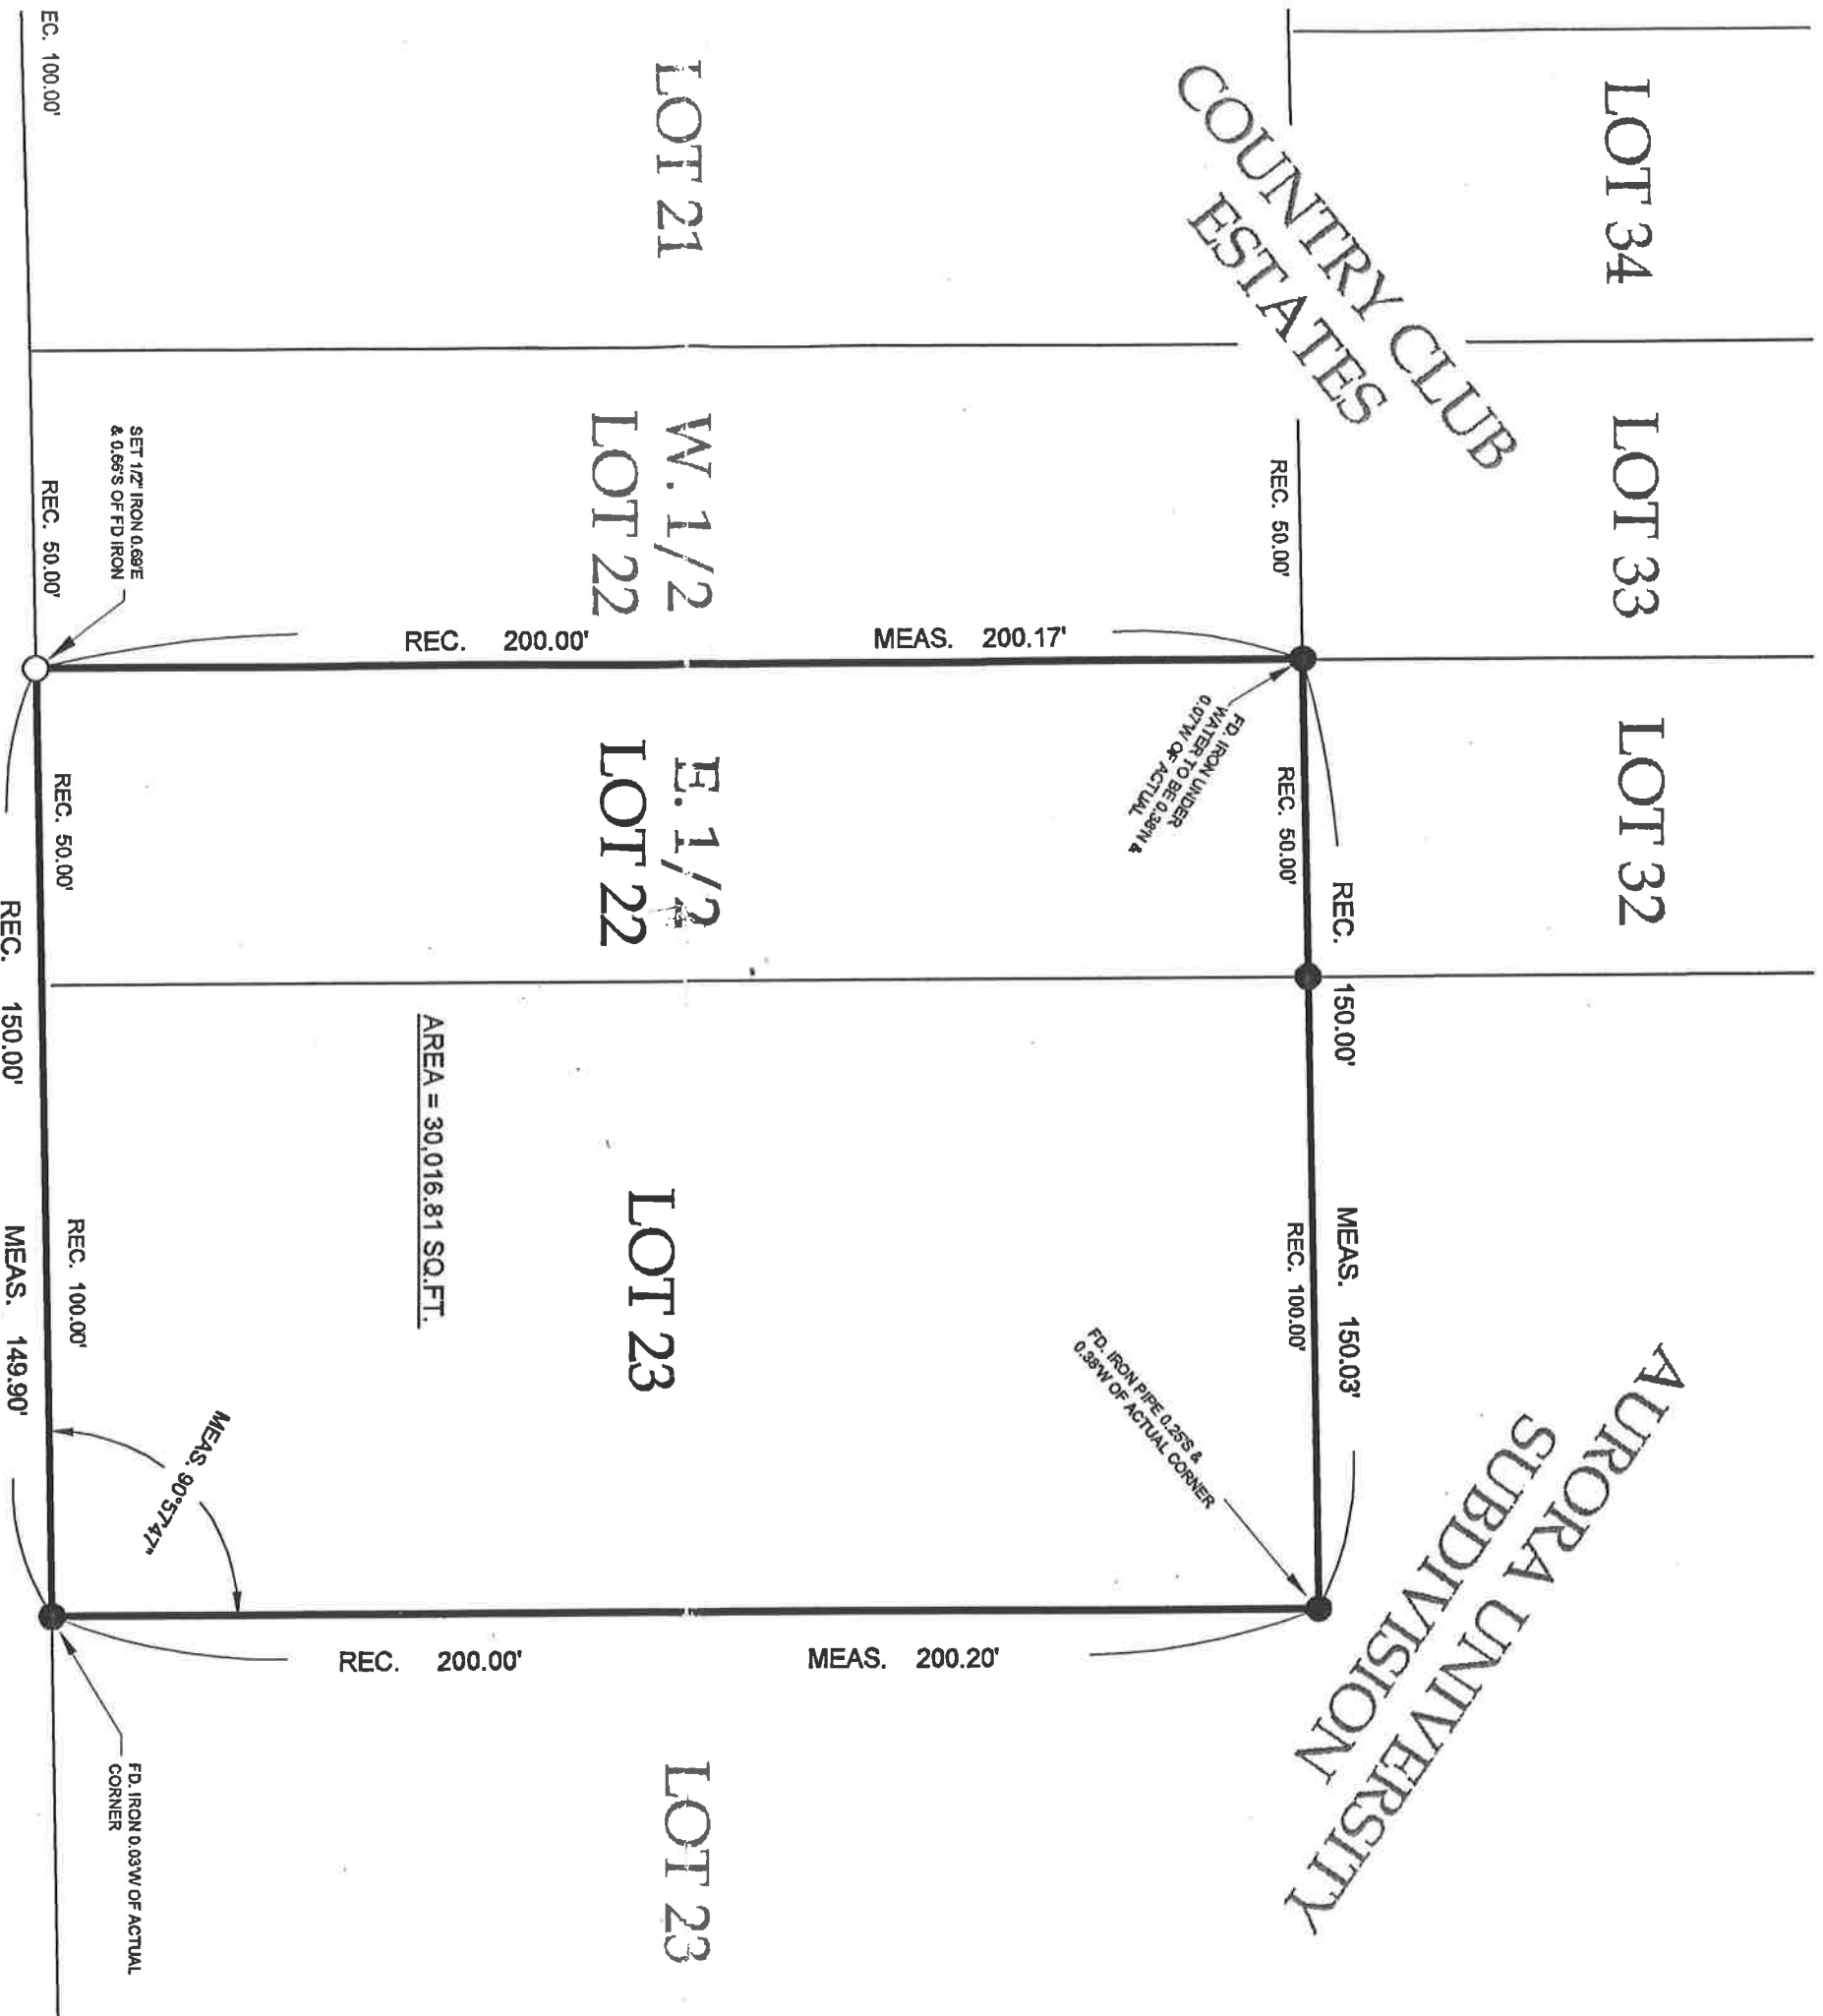 LOT 34
LOT 33
LOT 32
COUNTRY CLUB
ESTATES
AURORA UNIVERSITY
SUBDIVISION
REC. 150.00'
MEAS. 150.03'
REC. 50.00'
REC. 50.00'
REC. 100.00'
FD. IRON UNDER
WATER TO BE 0.38'N &
0.07'W OF ACTUAL
FD. IRON PIPE 0.25'S &
0.38'W OF ACTUAL CORNER
LOT 21
W. 1/2
LOT 22
E. 1/2
LOT 22
LOT 23
LOT 23
MEAS. 200.17'
REC. 200.00'
MEAS. 200.20'
REC. 200.00'
AREA = 30,016.81 SQ.FT.
MEAS. 90°57'47"
SET 1/2" IRON 0.69'E
& 0.66'S OF FD IRON
FD. IRON 0.03'W OF ACTUAL
CORNER
EC. 100.00'
REC. 50.00'
REC. 50.00'
REC. 100.00'
REC. 150.00'
MEAS. 149.90'